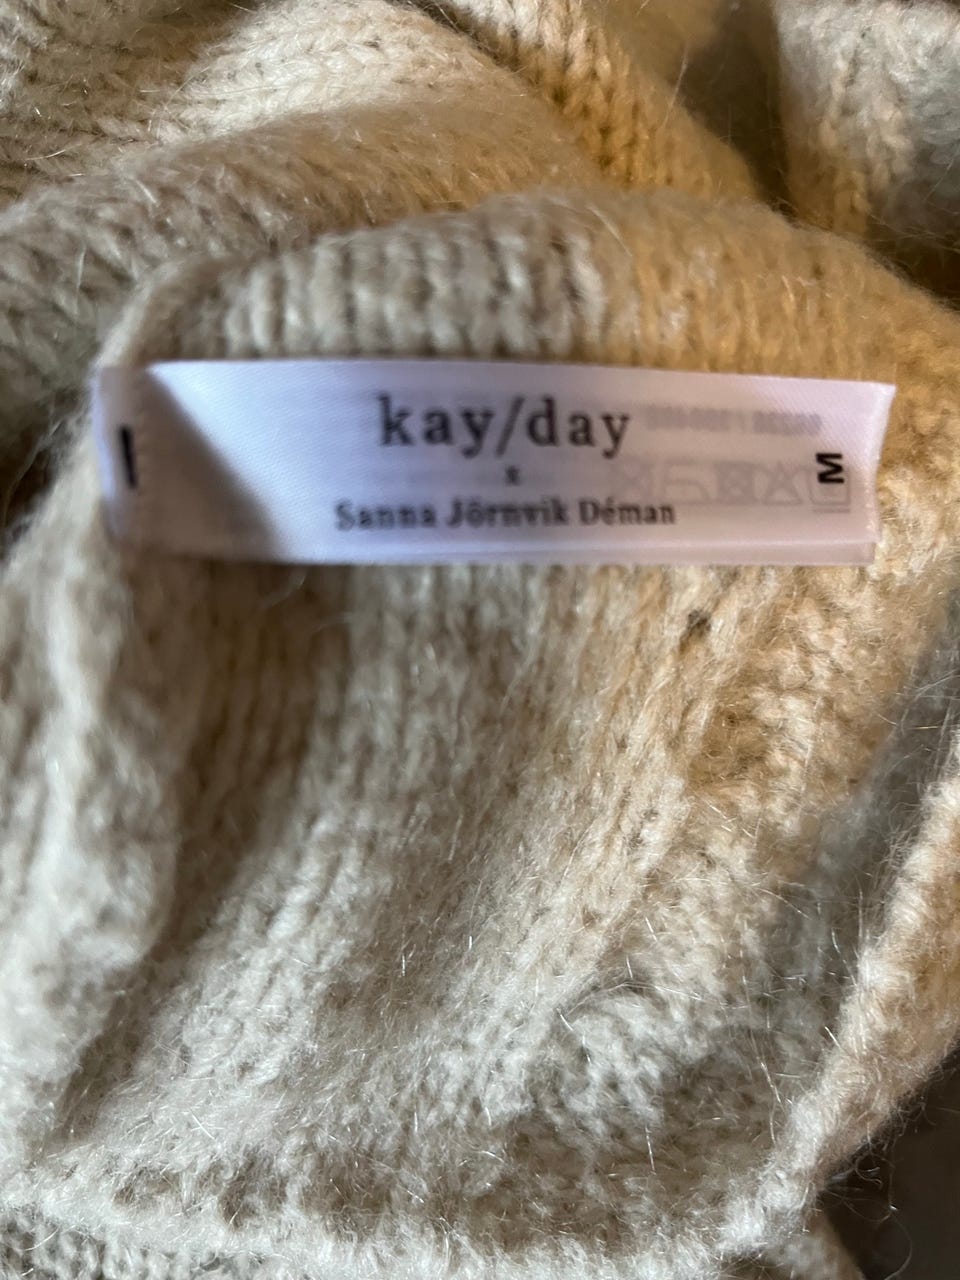 kay/day
x
Sanna Jörnvik Déman
M